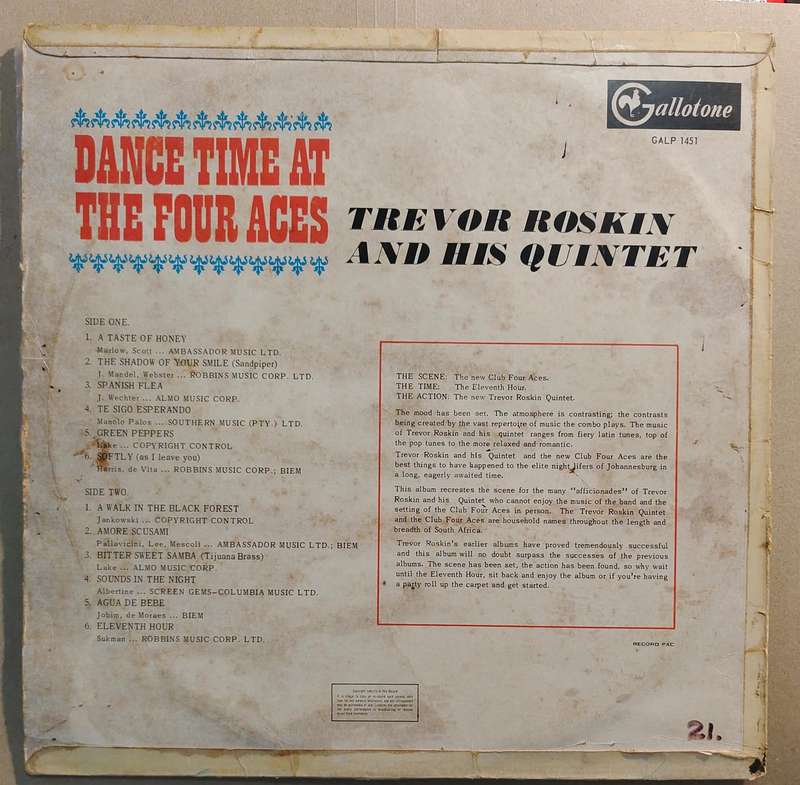 Gallotone
GALP 1451
DANCE TIME AT
THE FOUR ACES
TREVOR ROSKIN
AND HIS QUINTET
SIDE ONE.
1. A TASTE OF HONEY
Marlow, Scott ... AMBASSADOR MUSIC LTD.
2. THE SHADOW OF YOUR SMILE (Sandpiper)
J. Mandel, Webster ... ROBBINS MUSIC CORP. LTD.
3. SPANISH FLEA
J. Wechter ... ALMO MUSIC CORP.
4. TE SIGO ESPERANDO
Manolo Palos ... SOUTHERN MUSIC (PTY.) LTD.
5. GREEN PEPPERS
Lake ... COPYRIGHT CONTROL
6. SOFTLY (as I leave you)
Harris, de Vita ... ROBBINS MUSIC CORP.; BIEM
SIDE TWO
1. A WALK IN THE BLACK FOREST
Jankowski ... COPYRIGHT CONTROL
2. AMORE SCUSAMI
Pallavicini, Lee, Mescoli ... AMBASSADOR MUSIC LTD.; BIEM
3. BITTER SWEET SAMBA (Tijuana Brass)
Lake ... ALMO MUSIC CORP.
4. SOUNDS IN THE NIGHT
Albertine ... SCREEN GEMS-COLUMBIA MUSIC LTD.
5. AGUA DE BEBE
Jobim, de Moraes ... BIEM
6. ELEVENTH HOUR
Sukman ... ROBBINS MUSIC CORP. LTD.
THE SCENE: The new Club Four Aces.
THE TIME: The Eleventh Hour.
THE ACTION: The new Trevor Roskin Quintet.
The mood has been set. The atmosphere is contrasting; the contrasts
being created by the vast repertoire of music the combo plays. The music
of Trevor Roskin and his quintet ranges from fiery latin tunes, top of
the pop tunes to the more relaxed and romantic.
Trevor Roskin and his Quintet and the new Club Four Aces are the
best things to have happened to the elite night lifers of Johannesburg in
a long, eagerly awaited time.
This album recreates the scene for the many "afficionades" of Trevor
Roskin and his Quintet who cannot enjoy the music of the band and the
setting of the Club Four Aces in person. The Trevor Roskin Quintet
and the Club Four Aces are household names throughout the length and
breadth of South Africa.
Trevor Roskin's earlier albums have proved tremendously successful
and this album will no doubt surpass the successes of the previous
albums. The scene has been set, the action has been found, so why wait
until the Eleventh Hour, sit back and enjoy the album or if you're having
a party roll up the carpet and get started.
RECORD PAC
21.